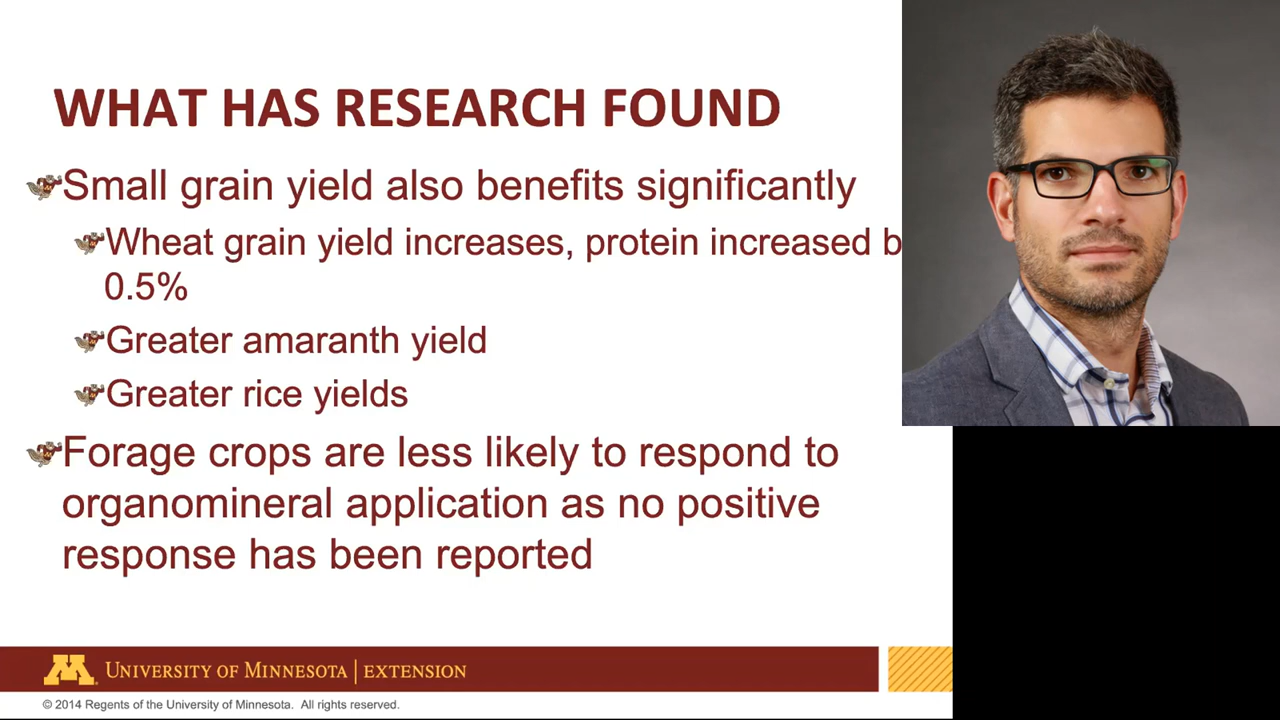 WHAT HAS RESEARCH FOUND
Small grain yield also benefits significantly
Wheat grain yield increases, protein increased b
0.5%
Greater amaranth yield
Greater rice yields
Forage crops are less likely to respond to
organomineral application as no positive
response has been reported
M UNIVERSITY OF MINNESOTA | EXTENSION
© 2014 Regents of the University of Minnesota. All rights reserved.